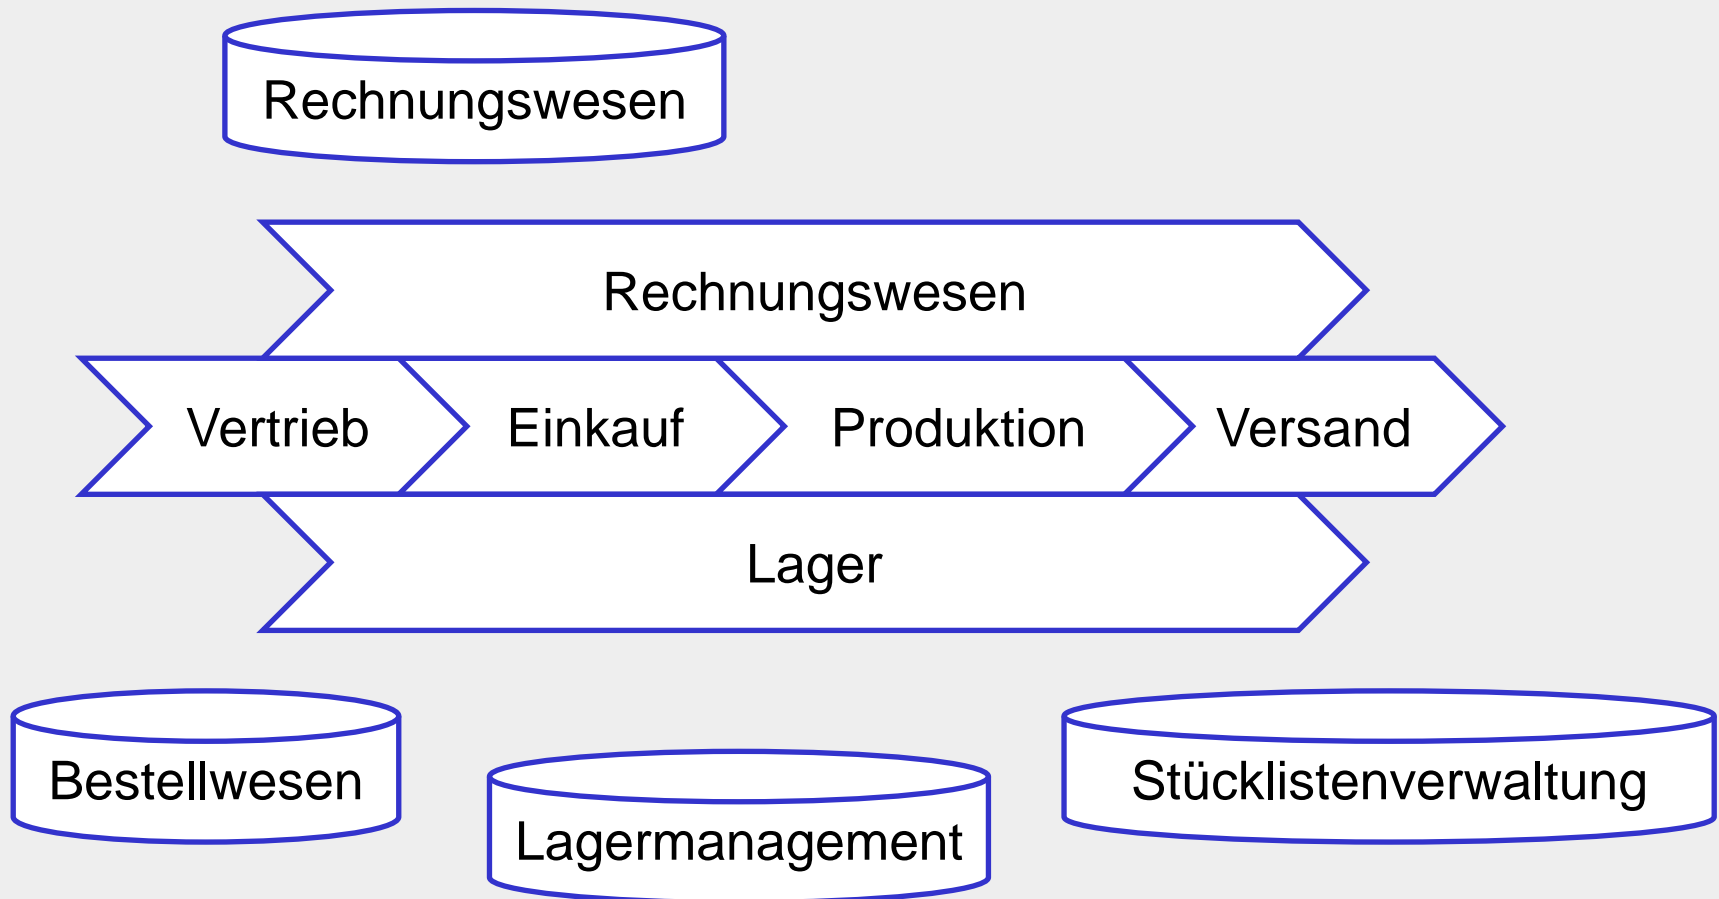 Rechnungswesen
Rechnungswesen
Vertrieb Einkauf Produktion Versand
Lager
Bestellwesen
Lagermanagement
Stücklistenverwaltung